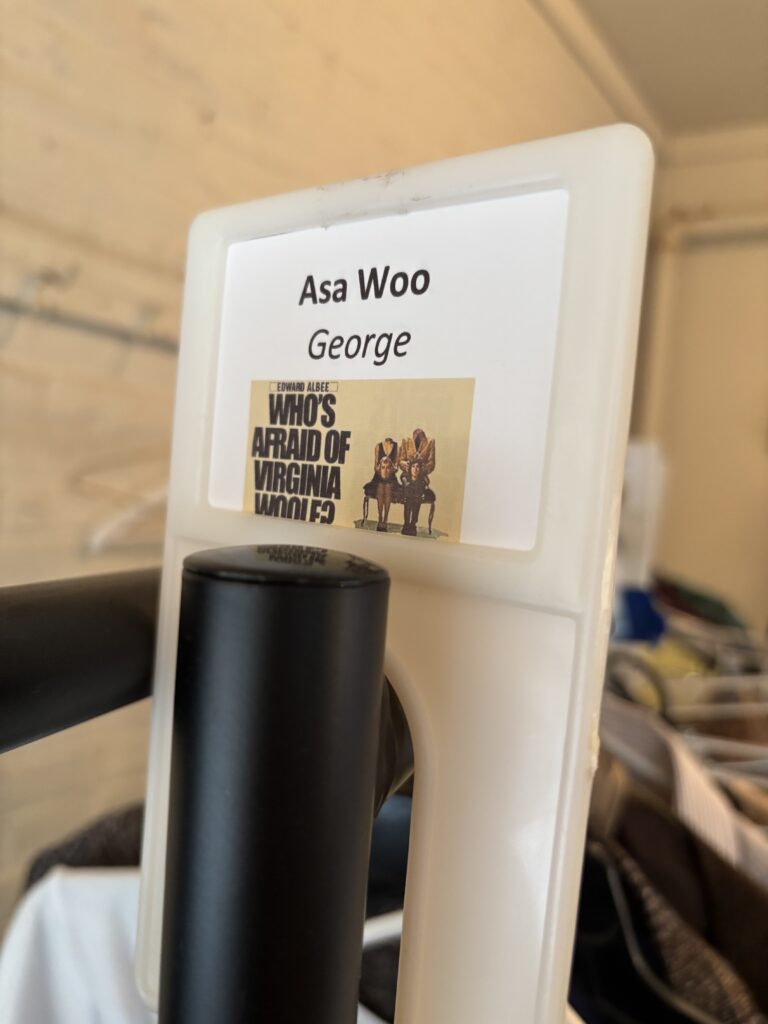 Asa Woo
George
EDWARD ALBEE
WHO'S
AFRAID OF
VIRGINIA
WOOLF?